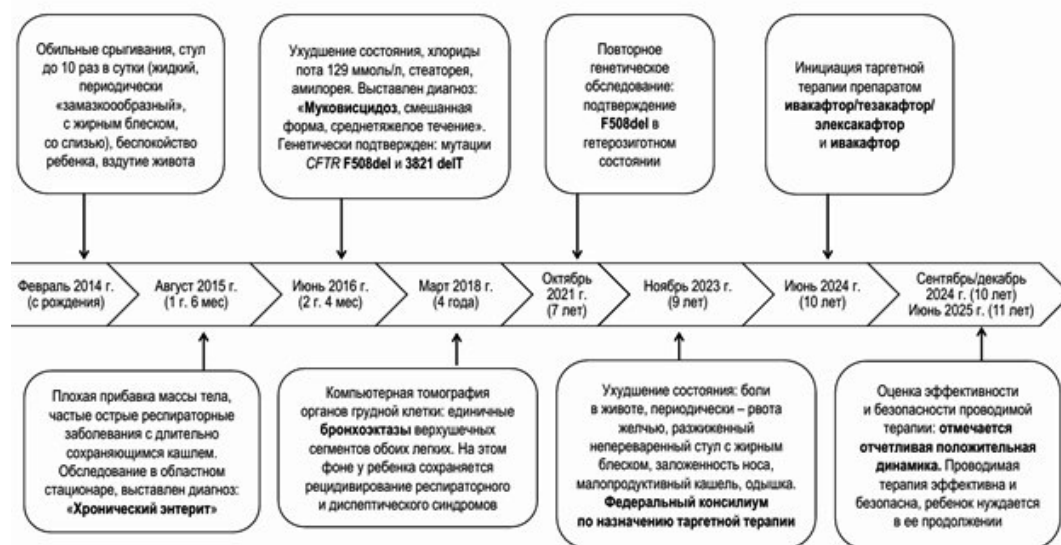 Обильные срыгивания, стул
до 10 раз в сутки (жидкий,
периодически
«замазкоообразный»,
с жирным блеском,
со слизью), беспокойство
ребенка, вздутие живота
Ухудшение состояния, хлориды
пота 129 ммоль/л, стеаторея,
амилорея. Выставлен диагноз:
«Муковисцидоз, смешанная
форма, среднетяжелое течение».
Генетически подтвержден: мутации
CFTR F508del и 3821 delT
Повторное
генетическое
обследование:
подтверждение
F508del в
гетерозиготном
состоянии
Инициация таргетной
терапии препаратом
ивакафтор/тезакафтор/
элексакафтор
и ивакафтор
Февраль 2014 г.
(с рождения)
Август 2015 г.
(1 г. 6 мес)
Июнь 2016 г.
(2 г. 4 мес)
Март 2018 г.
(4 года)
Октябрь
2021 г.
(7 лет)
Ноябрь 2023 г.
(9 лет)
Июнь 2024 г.
(10 лет)
Сентябрь/декабрь
2024 г. (10 лет)
Июнь 2025 г. (11 лет)
Плохая прибавка массы тела,
частые острые респираторные
заболевания с длительно
сохраняющимся кашлем.
Обследование в областном
стационаре, выставлен диагноз:
«Хронический энтерит»
Компьютерная томография
органов грудной клетки: единичные
бронхоэктазы верхушечных
сегментов обоих легких. На этом
фоне у ребенка сохраняется
рецидивирование респираторного
и диспептического синдромов
Ухудшение состояния: боли
в животе, периодически – рвота
желчью, разжиженный
непереваренный стул с жирным
блеском, заложенность носа,
малопродуктивный кашель, одышка.
Федеральный консилиум
по назначению таргетной терапии
Оценка эффективности
и безопасности проводимой
терапии: отмечается
отчетливая положительная
динамика. Проводимая
терапия эффективна и
безопасна, ребенок нуждается
в ее продолжении